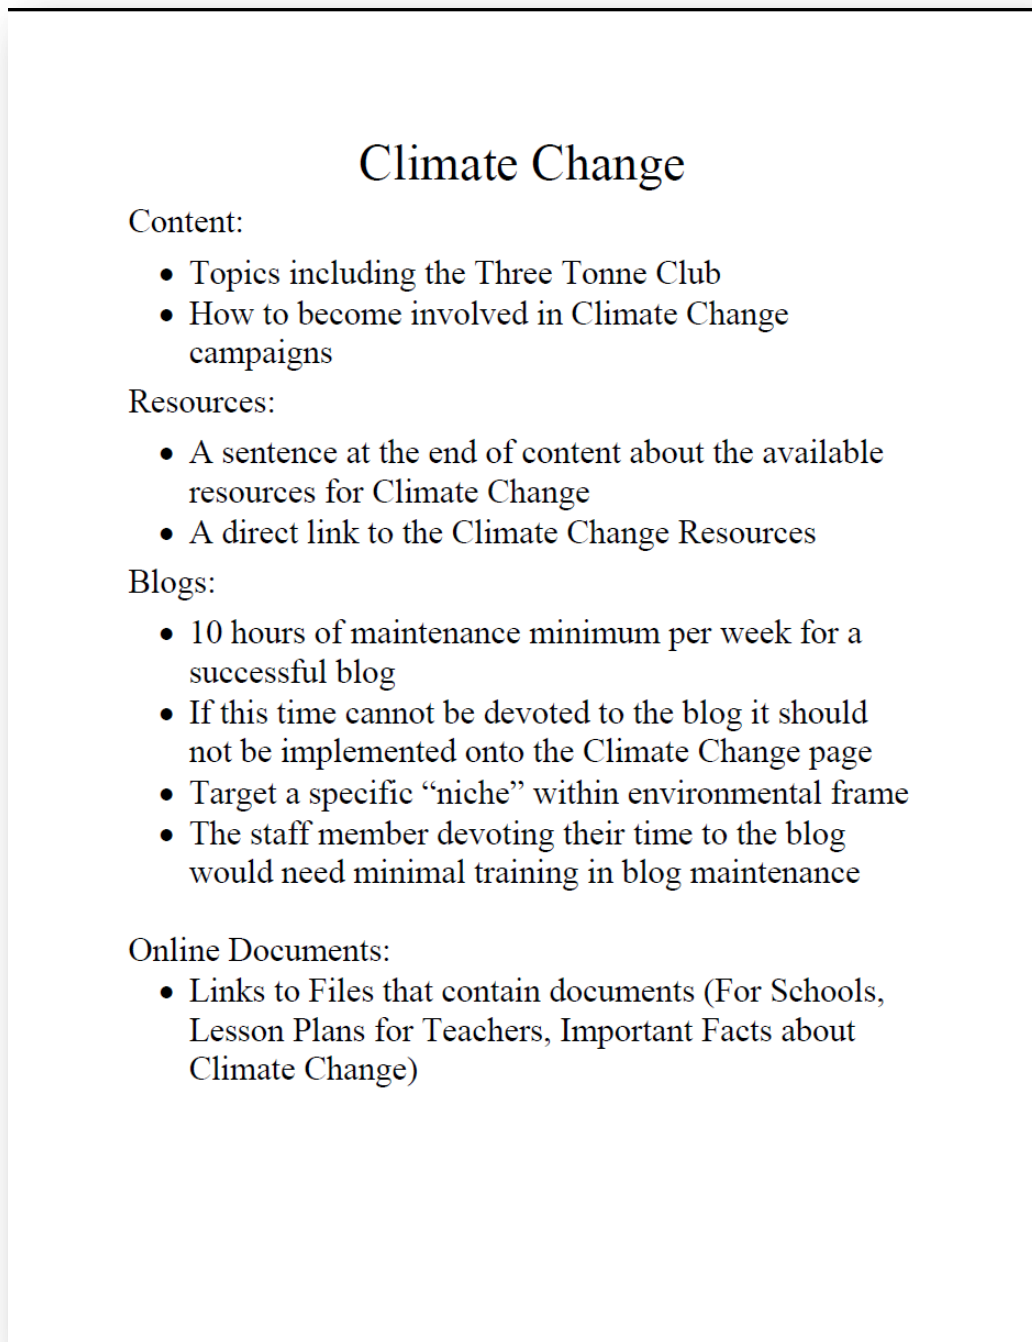 Climate Change
Content:
• Topics including the Three Tonne Club
• How to become involved in Climate Change
campaigns
Resources:
• A sentence at the end of content about the available
resources for Climate Change
• A direct link to the Climate Change Resources
Blogs:
• 10 hours of maintenance minimum per week for a
successful blog
• If this time cannot be devoted to the blog it should
not be implemented onto the Climate Change page
• Target a specific “niche” within environmental frame
• The staff member devoting their time to the blog
would need minimal training in blog maintenance
Online Documents:
• Links to Files that contain documents (For Schools,
Lesson Plans for Teachers, Important Facts about
Climate Change)